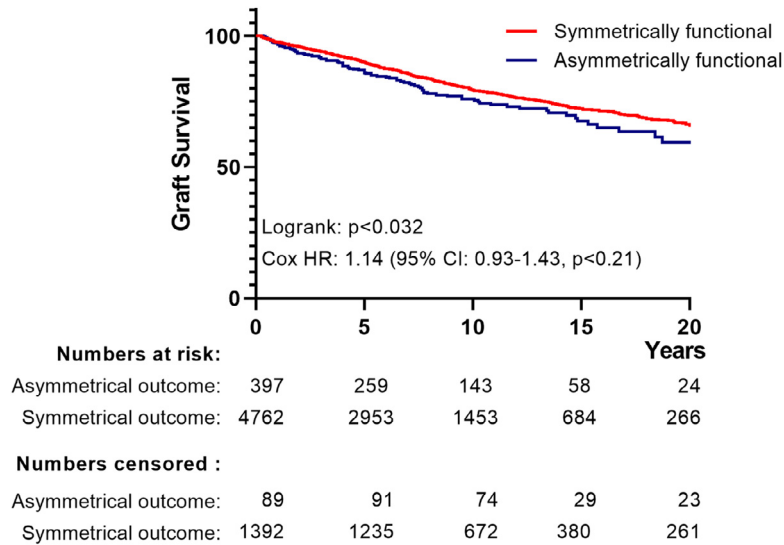 100
Symmetrically functional
Asymmetrically functional
Graft Survival
50
Logrank: p<0.032
Cox HR: 1.14 (95% CI: 0.93-1.43, p<0.21)
0
0 5 10 15 20
Years
Numbers at risk:
Asymmetrical outcome: 397 259 143 58 24
Symmetrical outcome: 4762 2953 1453 684 266
Numbers censored :
Asymmetrical outcome: 89 91 74 29 23
Symmetrical outcome: 1392 1235 672 380 261